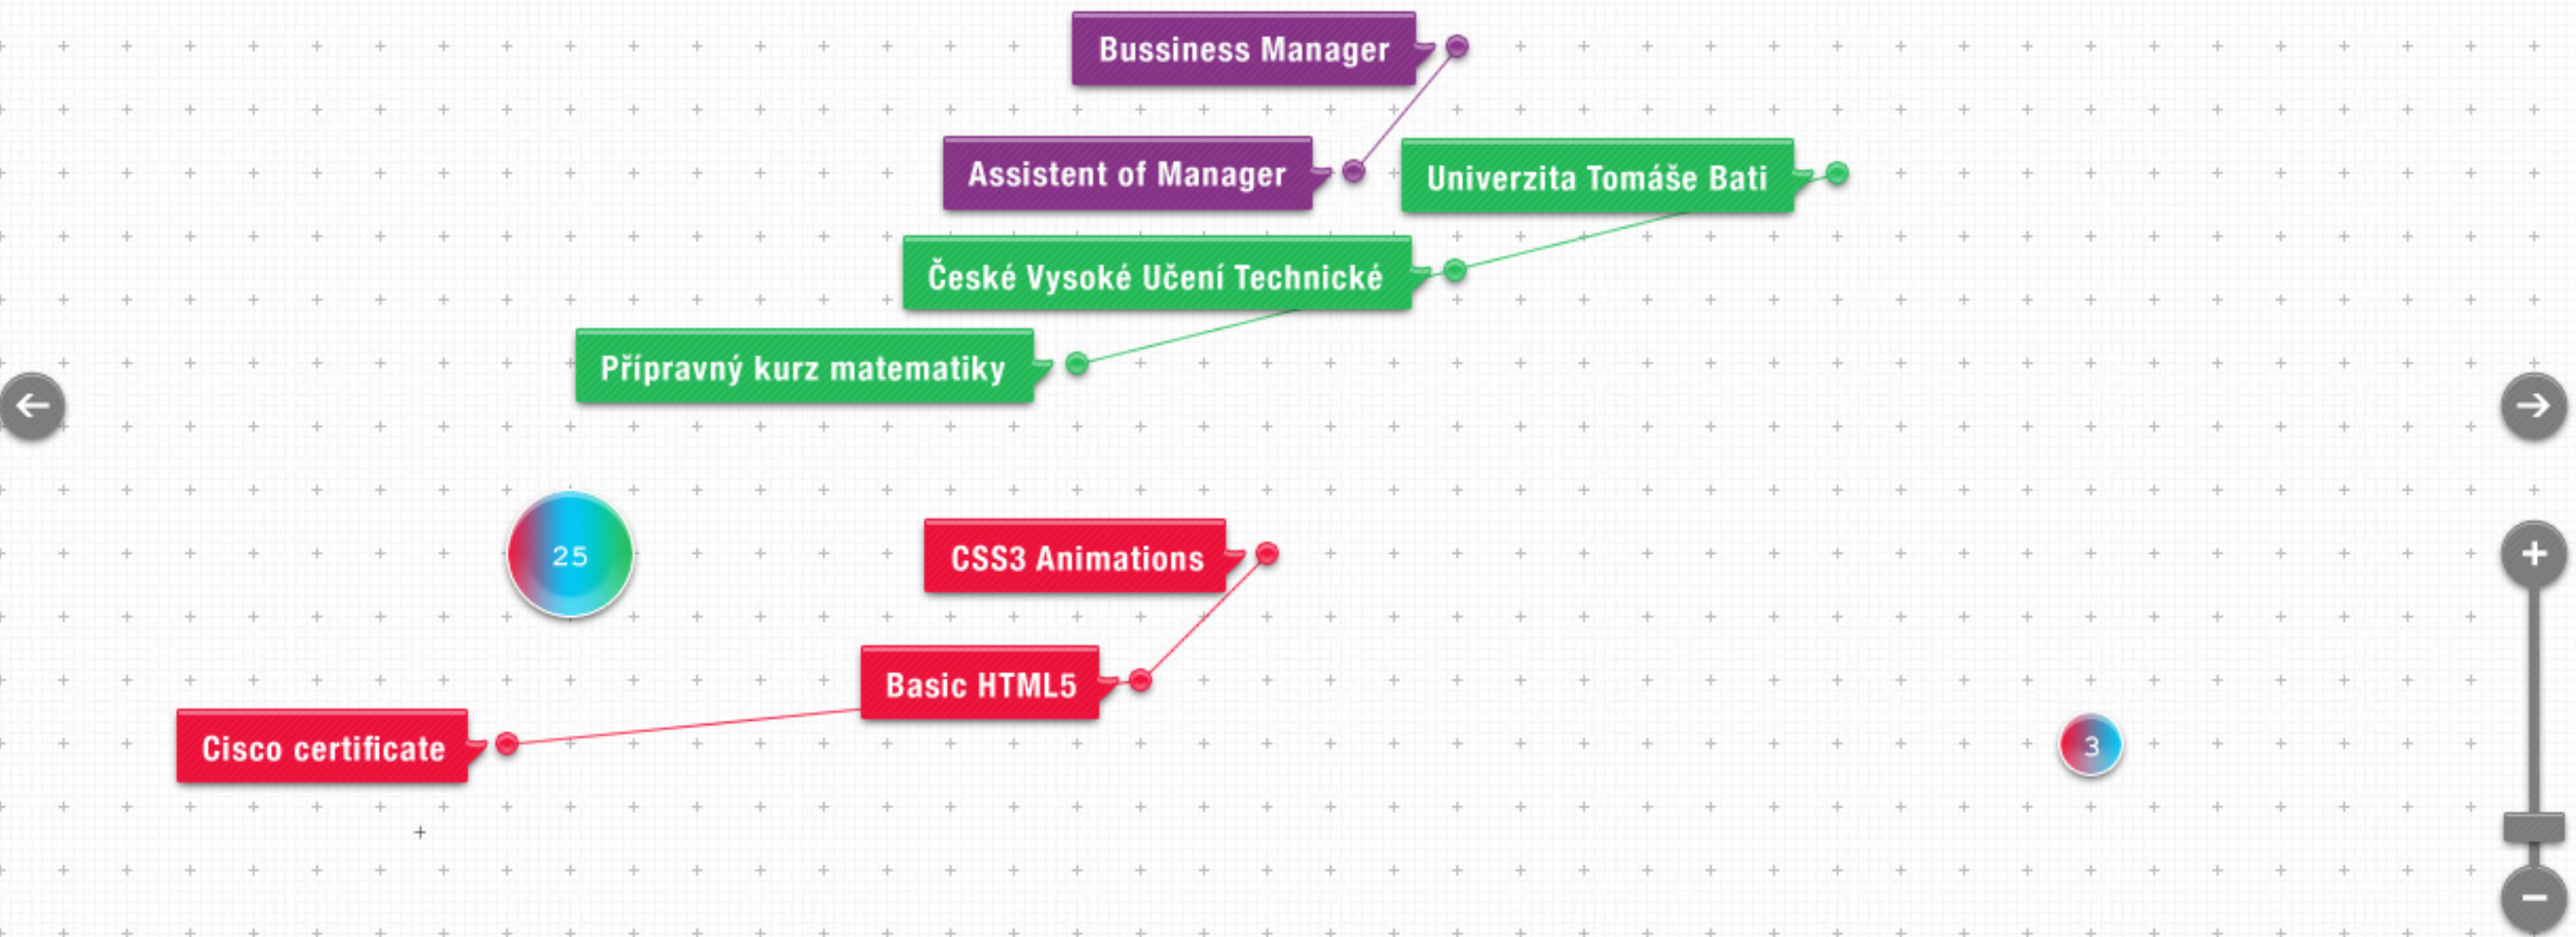 Bussiness Manager
Assistent of Manager
Univerzita Tomáše Bati
České Vysoké Učení Technické
Přípravný kurz matematiky
25
CSS3 Animations
Basic HTML5
Cisco certificate
3